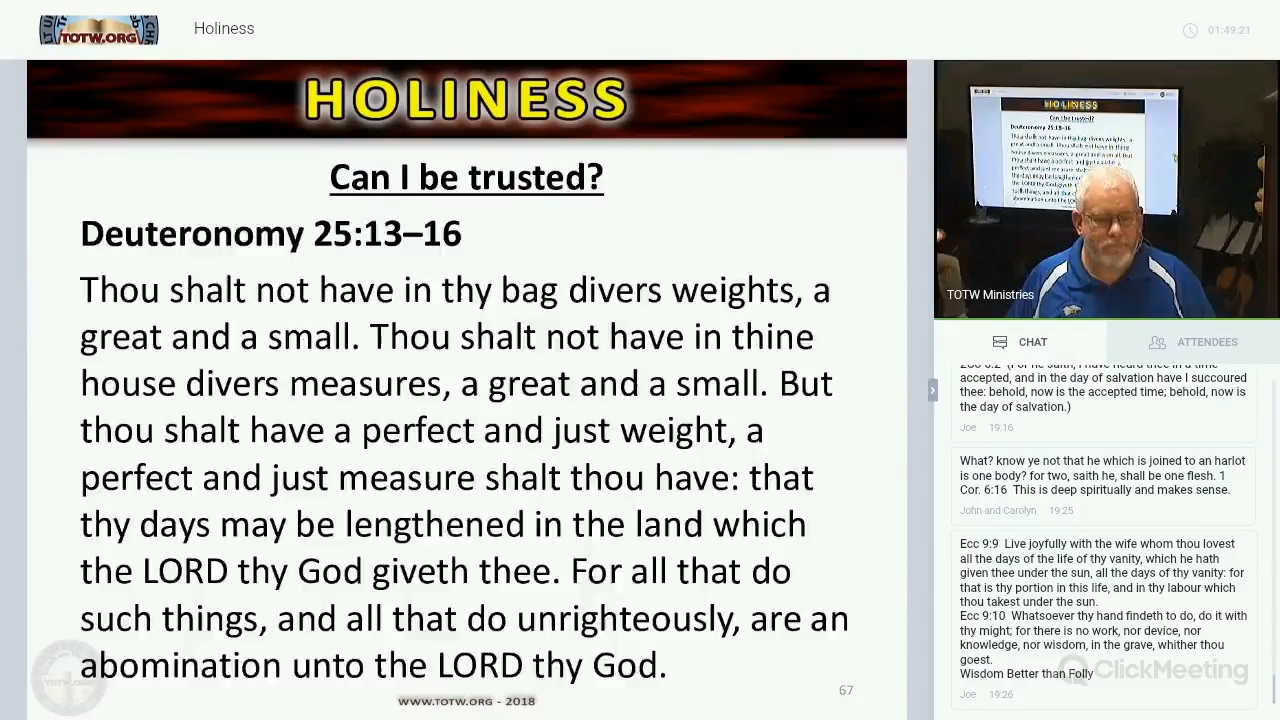 TOTW.ORG
Holiness
01:49:21
HOLINESS
Can I be trusted?
Deuteronomy 25:13–16
Thou shalt not have in thy bag divers weights, a
great and a small. Thou shalt not have in thine
house divers measures, a great and a small. But
thou shalt have a perfect and just weight, a
perfect and just measure shalt thou have: that
thy days may be lengthened in the land which
the LORD thy God giveth thee. For all that do
such things, and all that do unrighteously, are an
abomination unto the LORD thy God.
WWW.TOTW.ORG - 2018
67
HOLINESS
Can I be trusted?
Deuteronomy 25:13–16
TOTW Ministries
CHAT
ATTENDEES
accepted, and in the day of salvation have I succoured
thee: behold, now is the accepted time; behold, now is
the day of salvation.)
Joe 19:16
What? know ye not that he which is joined to an harlot
is one body? for two, saith he, shall be one flesh. 1
Cor. 6:16 This is deep spiritually and makes sense.
John and Carolyn 19:25
Ecc 9:9 Live joyfully with the wife whom thou lovest
all the days of the life of thy vanity, which he hath
given thee under the sun, all the days of thy vanity: for
that is thy portion in this life, and in thy labour which
thou takest under the sun.
Ecc 9:10 Whatsoever thy hand findeth to do, do it with
thy might; for there is no work, nor device, nor
knowledge, nor wisdom, in the grave, whither thou
goest.
Wisdom Better than Folly
Joe 19:26
ClickMeeting